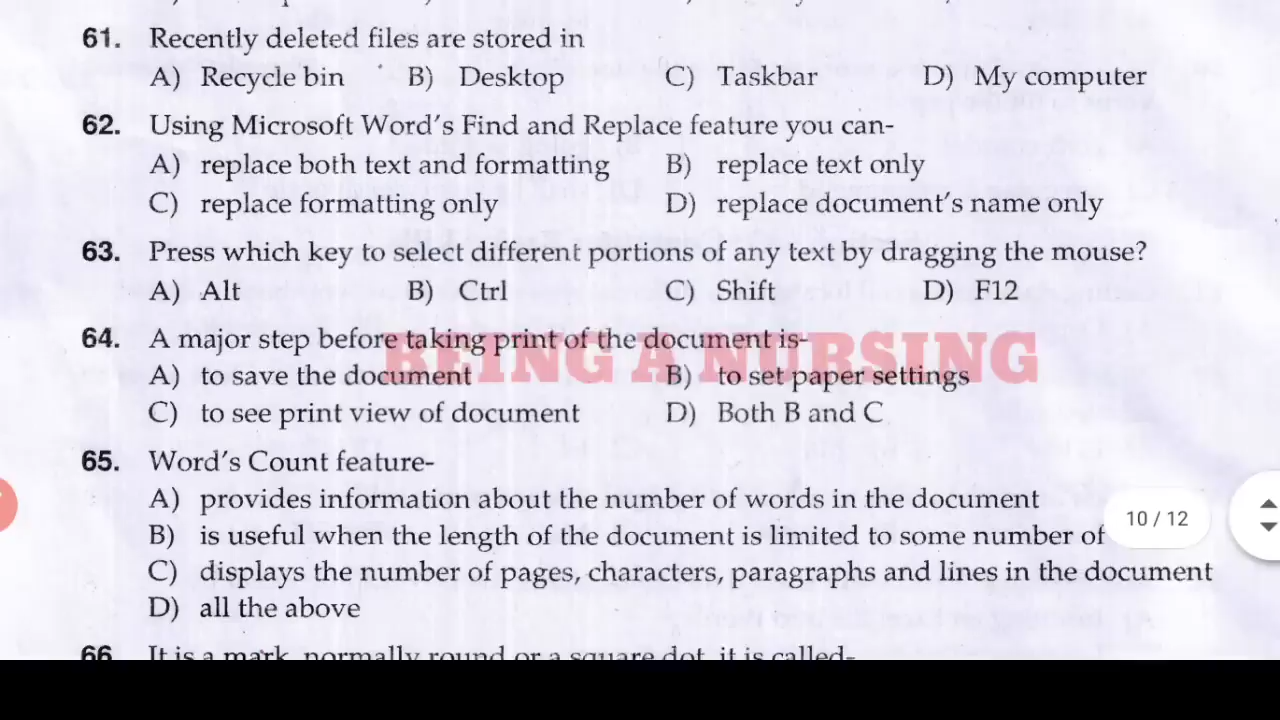 61. Recently deleted files are stored in
A) Recycle bin B) Desktop C) Taskbar D) My computer
62. Using Microsoft Word's Find and Replace feature you can-
A) replace both text and formatting B) replace text only
C) replace formatting only D) replace document's name only
63. Press which key to select different portions of any text by dragging the mouse?
A) Alt B) Ctrl C) Shift D) F12
64. A major step before taking print of the document is-
BEING A NURSING
A) to save the document B) to set paper settings
C) to see print view of document D) Both B and C
65. Word's Count feature-
A) provides information about the number of words in the document
10 / 12
B) is useful when the length of the document is limited to some number of
C) displays the number of pages, characters, paragraphs and lines in the document
D) all the above
66. It is a mark, normally round or a square dot, it is called-